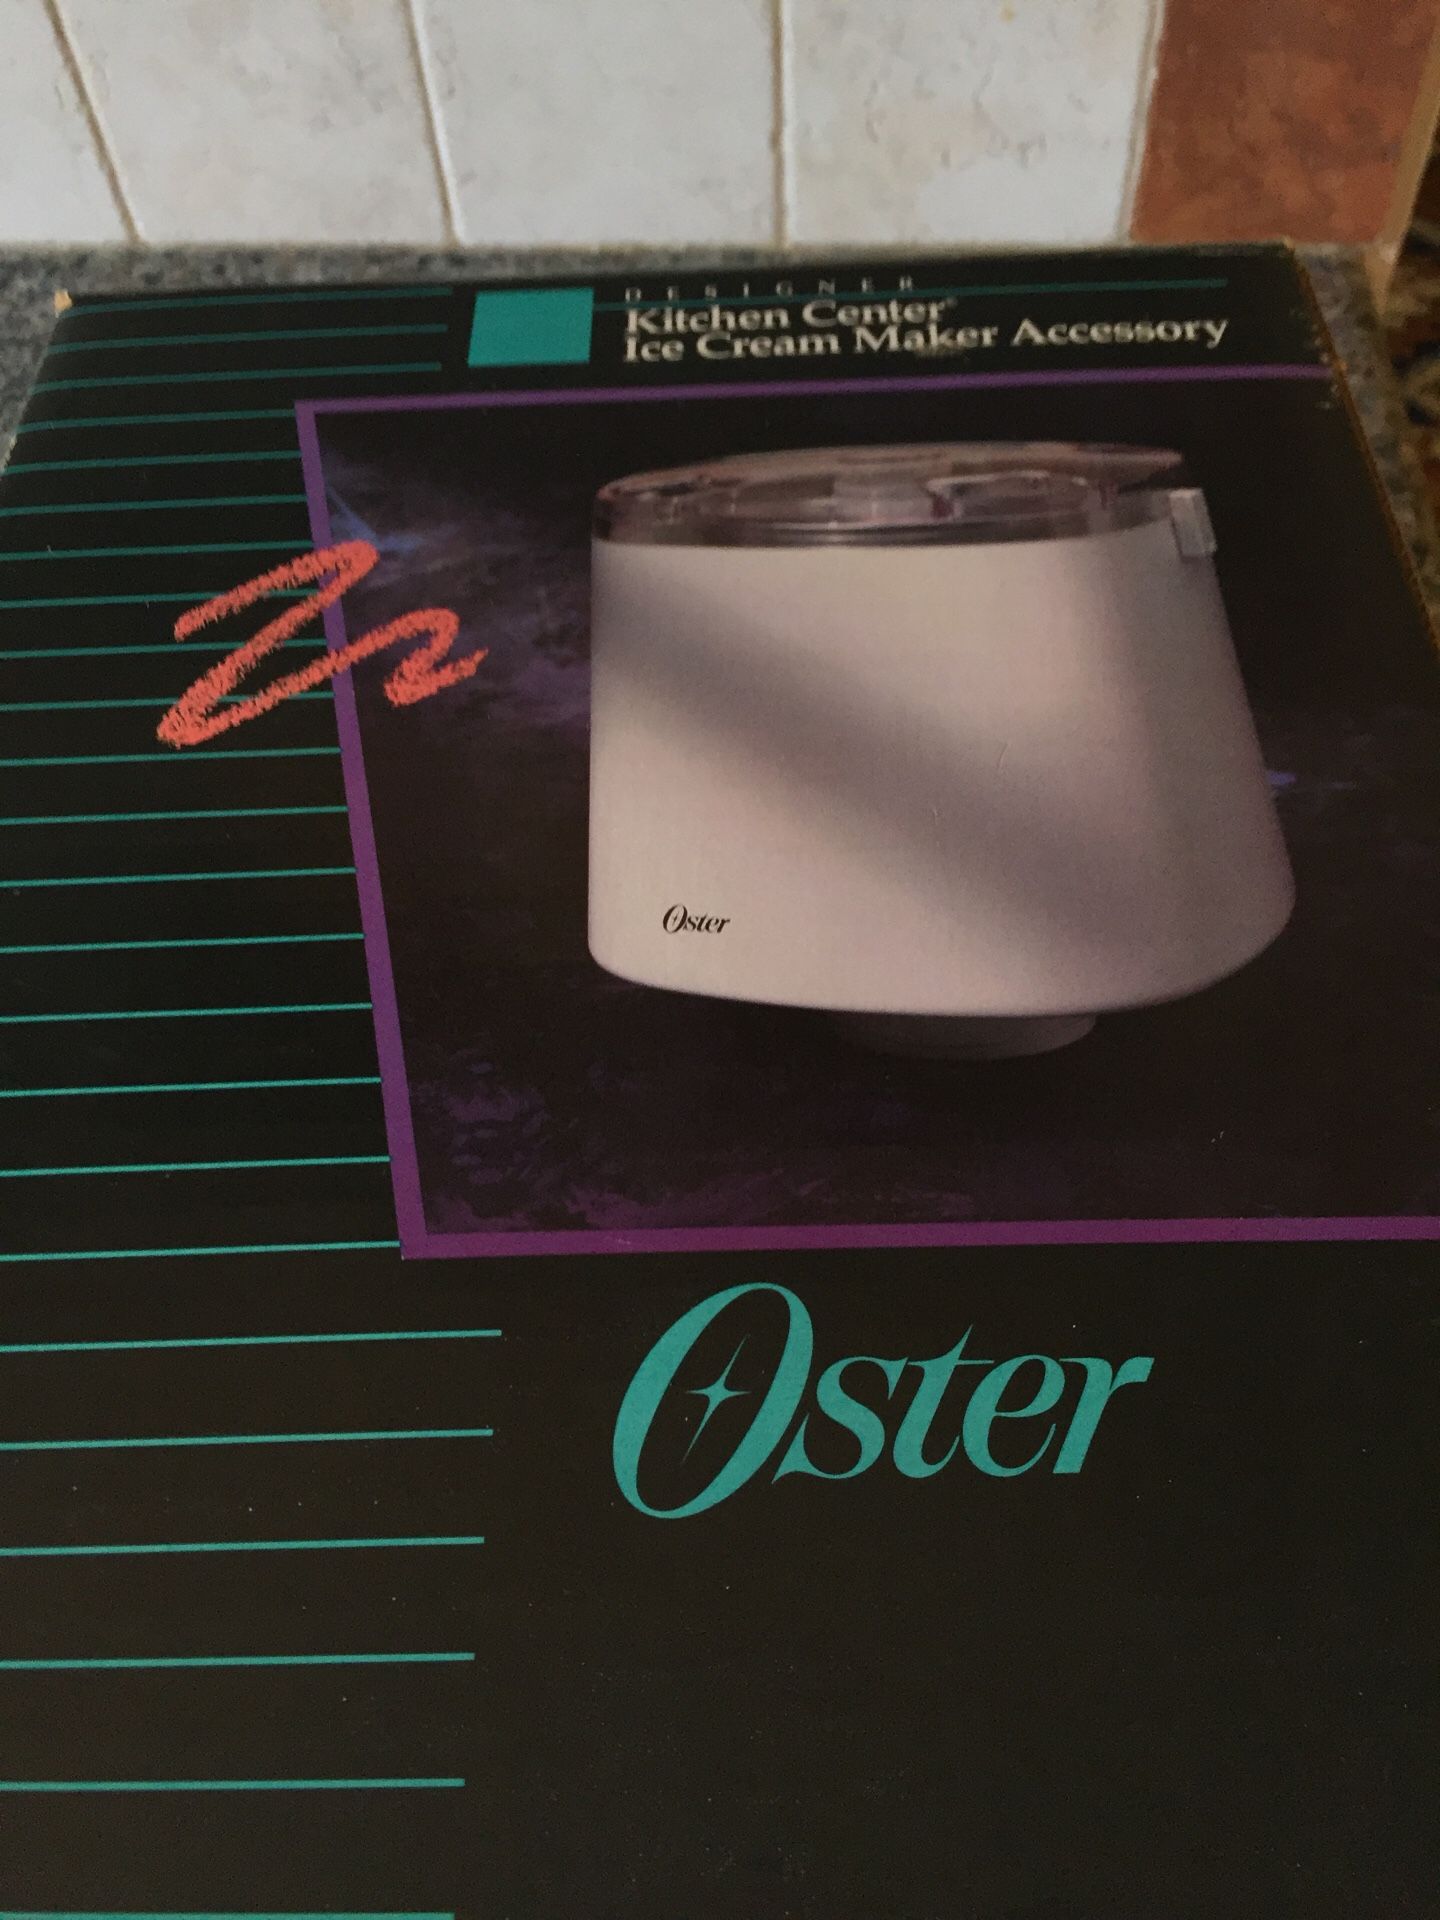 DESIGNER
Kitchen Center®
Ice Cream Maker Accessory
Oster
Oster